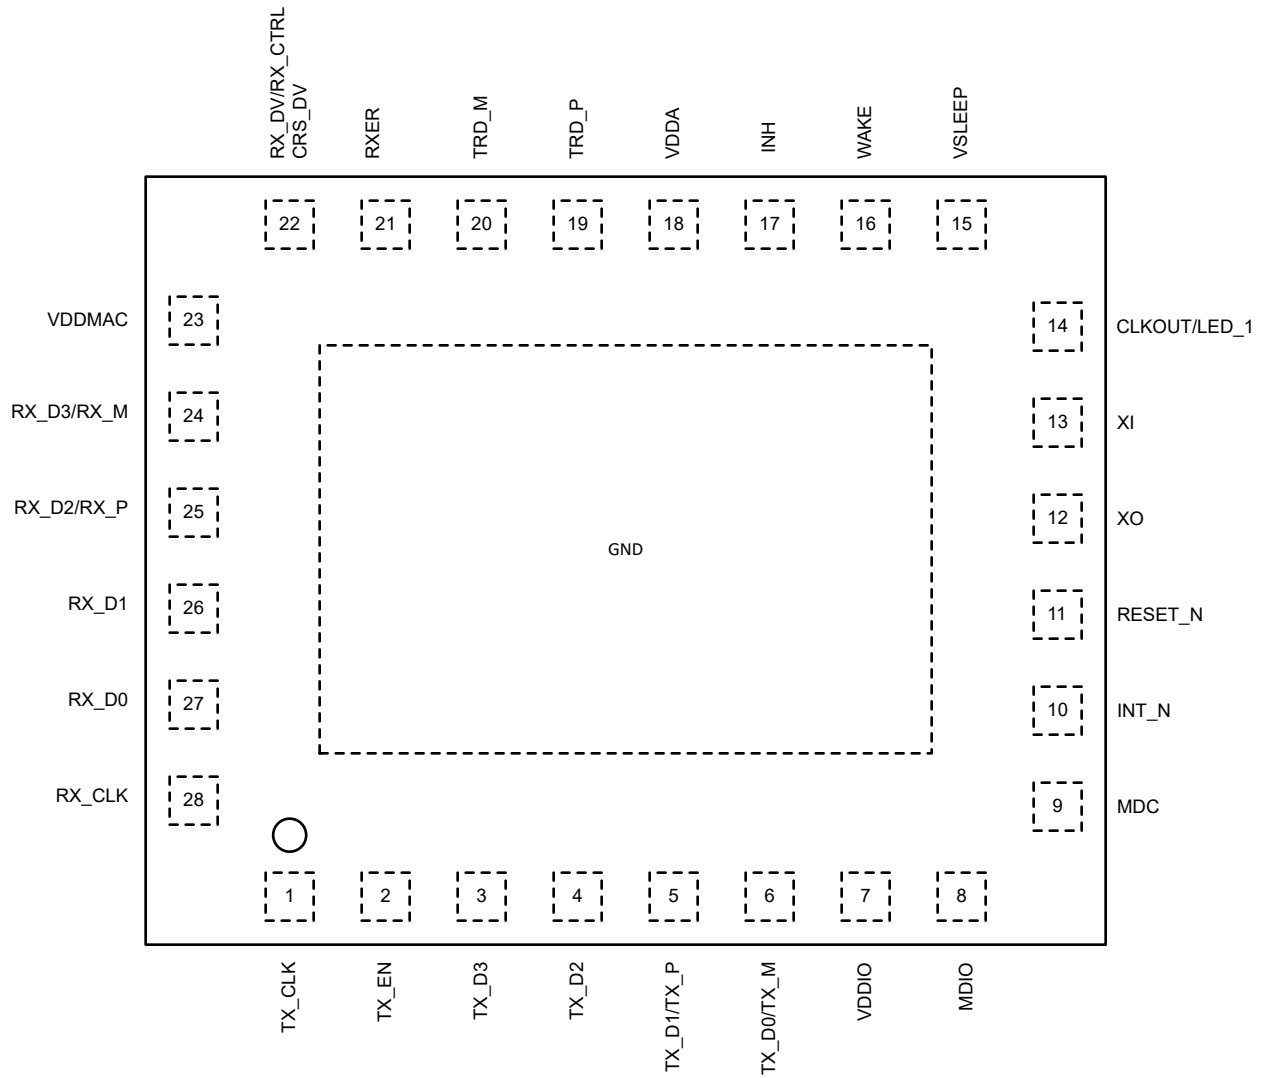 RX_DV/RX_CTRL
CRS_DV
RXER
TRD_M
TRD_P
VDDA
INH
WAKE
VSLEEP
22
21
20
19
18
17
16
15
VDDMAC
23
14
CLKOUT/LED_1
RX_D3/RX_M
24
13
XI
RX_D2/RX_P
25
12
XO
GND
RX_D1
26
11
RESET_N
RX_D0
27
10
INT_N
RX_CLK
28
9
MDC
1
2
3
4
5
6
7
8
TX_CLK
TX_EN
TX_D3
TX_D2
TX_D1/TX_P
TX_D0/TX_M
VDDIO
MDIO